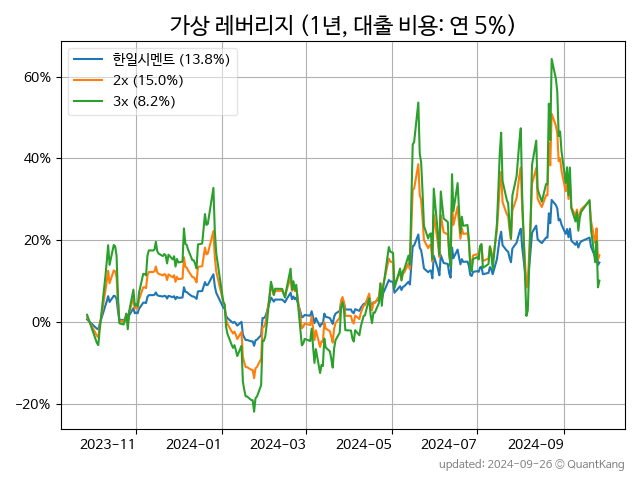 가상 레버리지 (1년, 대출 비용: 연 5%)
한일시멘트 (13.8%)
2x (15.0%)
3x (8.2%)
60%
40%
20%
0%
−20%
2023−11 2024−01 2024−03 2024−05 2024−07 2024−09
updated: 2024−09−26 © QuantKang